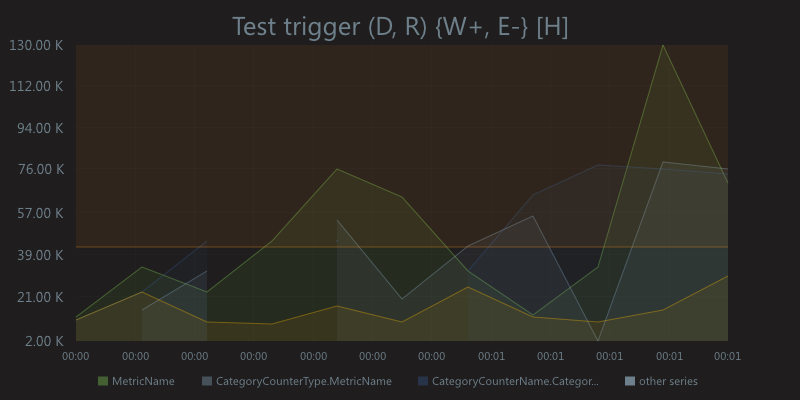 Test trigger (D, R) {W+, E-} [H]
130.00 K
112.00 K
94.00 K
76.00 K
57.00 K
39.00 K
21.00 K
2.00 K
00:00 00:00 00:00 00:00 00:00 00:00 00:00 00:01 00:01 00:01 00:01 00:01
MetricName CategoryCounterType.MetricName CategoryCounterName.Categor... other series